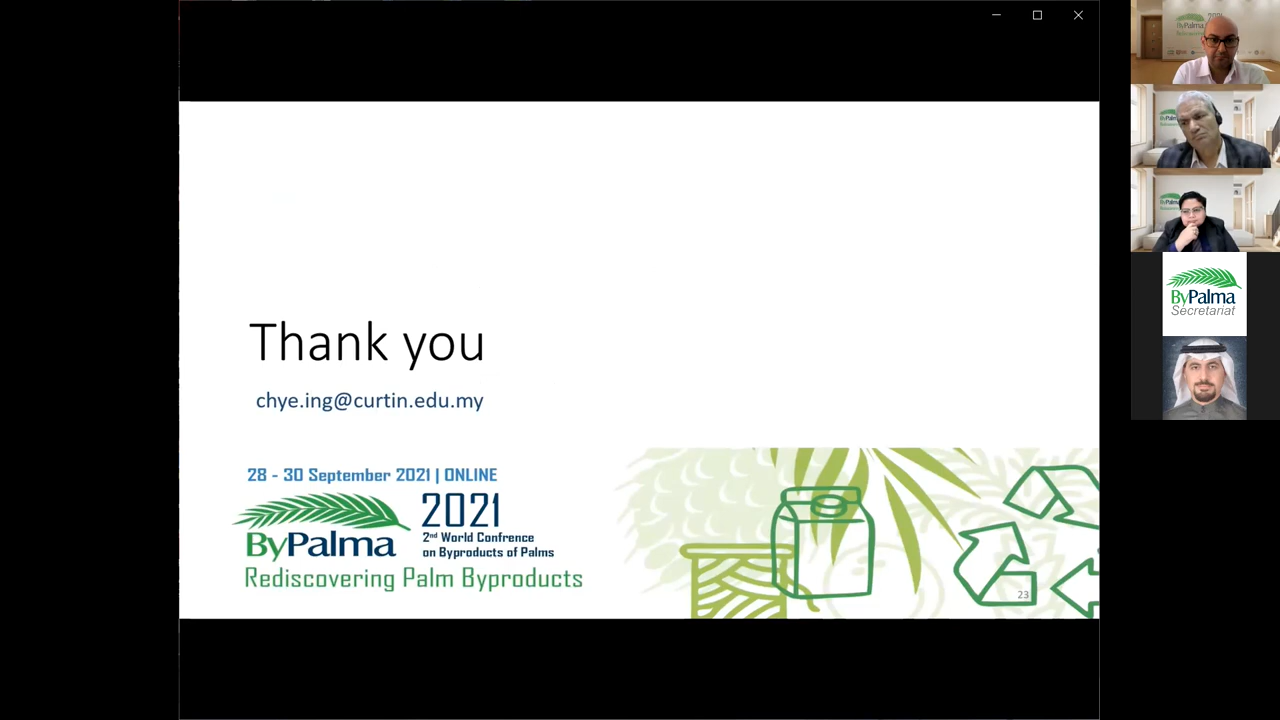 Thank you
chye.ing@curtin.edu.my
28 - 30 September 2021 | ONLINE
ByPalma
2021
2nd World Confrence
on Byproducts of Palms
Rediscovering Palm Byproducts
23
ByPalma
Secretariat